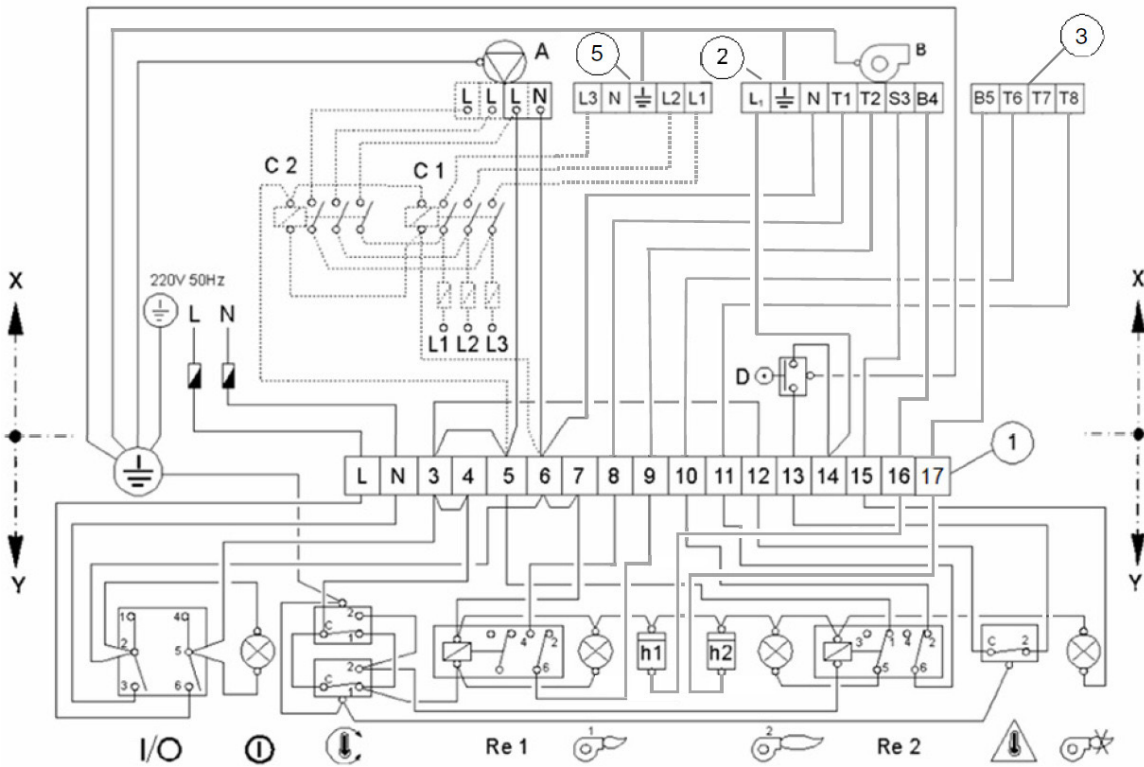 A
5
2
B
3
L L L N
L3 N L2 L1
L₁ N T1 T2 S3 B4
B5 T6 T7 T8
C 2
C 1
X
X
220V 50Hz
L N
L1 L2 L3
D
1
L N 3 4 5 6 7 8 9 10 11 12 13 14 15 16 17
Y
Y
1 4
2 5
3 6
2
C 1
2
C 1
4 2
6
h1
h2
3 1 4 2
5 6
C 2
I/O
Re 1
1
2
Re 2